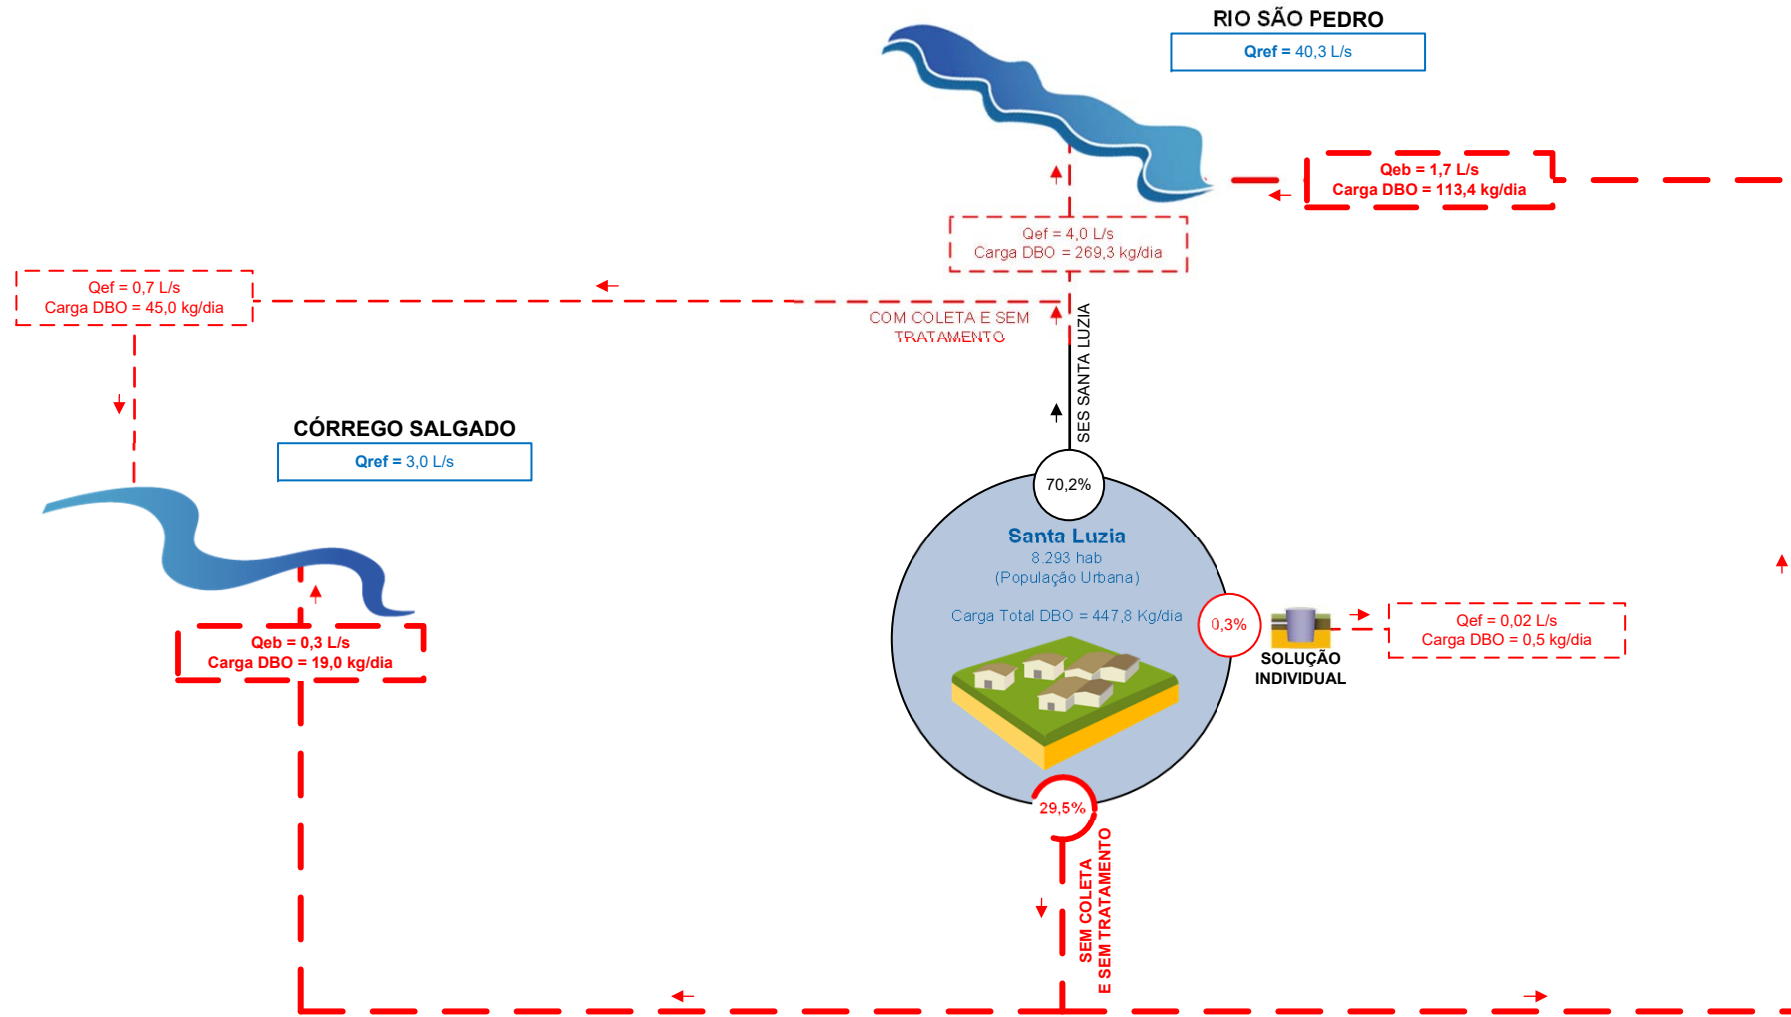 RIO SÃO PEDRO
Qref = 40,3 L/s
Qeb = 1,7 L/s
Carga DBO = 113,4 kg/dia
Qef = 4,0 L/s
Carga DBO = 269,3 kg/dia
Qef = 0,7 L/s
Carga DBO = 45,0 kg/dia
COM COLETA E SEM
TRATAMENTO
SES SANTA LUZIA
CÓRREGO SALGADO
Qref = 3,0 L/s
70,2%
Santa Luzia
8.293 hab
(População Urbana)
Carga Total DBO = 447,8 Kg/dia
0,3%
SOLUÇÃO
INDIVIDUAL
Qef = 0,02 L/s
Carga DBO = 0,5 kg/dia
Qeb = 0,3 L/s
Carga DBO = 19,0 kg/dia
29,5%
SEM COLETA
E SEM TRATAMENTO